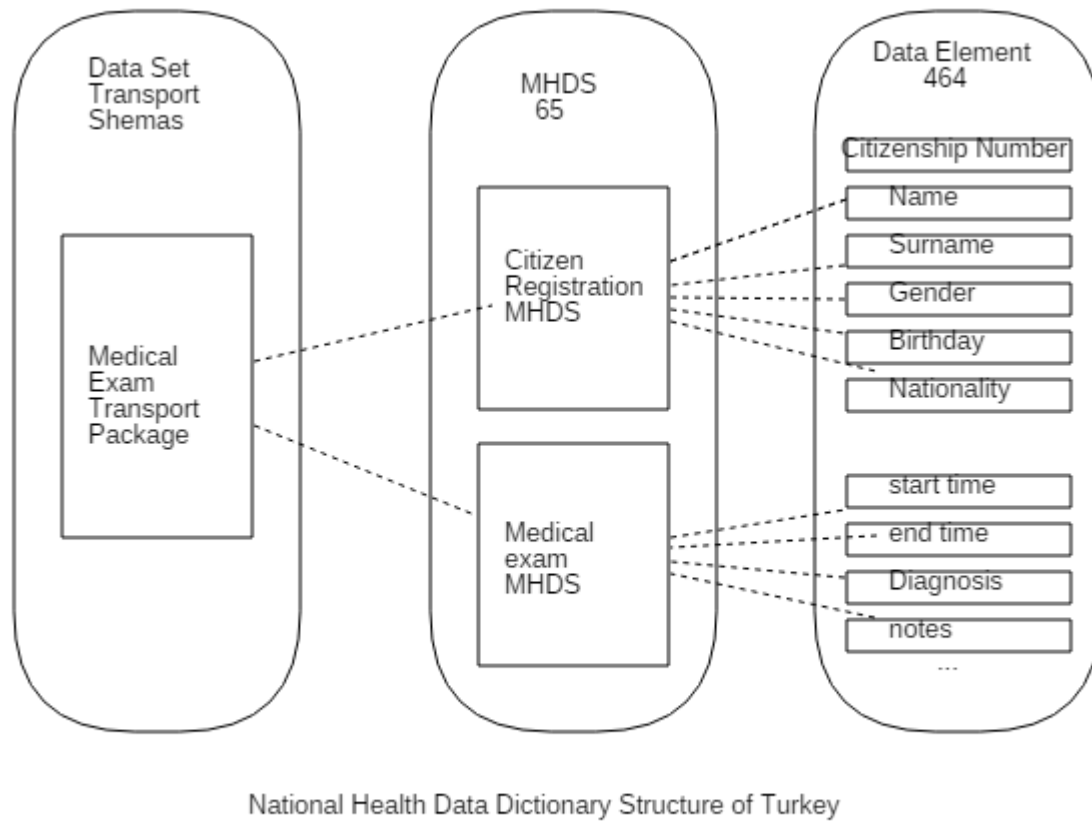 Data Set
Transport
Shemas
Medical
Exam
Transport
Package
MHDS
65
Citizen
Registration
MHDS
Medical
exam
MHDS
Data Element
464
Citizenship Number
Name
Surname
Gender
Birthday
Nationality
start time
end time
Diagnosis
notes
...
National Health Data Dictionary Structure of Turkey